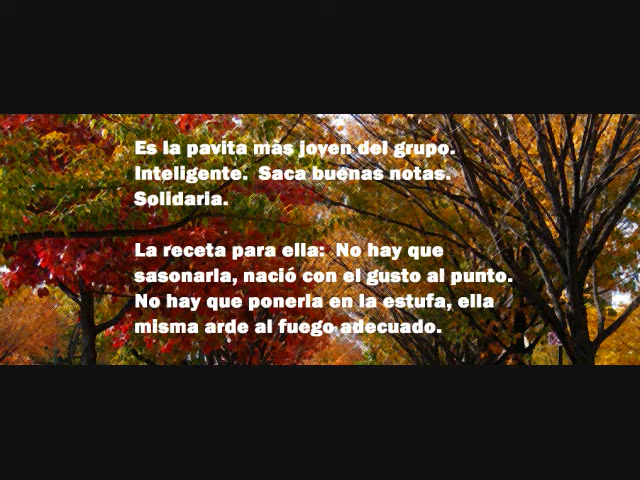 Es la pavita más joven del grupo.
Inteligente.  Saca buenas notas.
Solidaria.
La receta para ella:  No hay que
sasonarla, nació con el gusto al punto.
No hay que ponerla en la estufa, ella
misma arde al fuego adecuado.